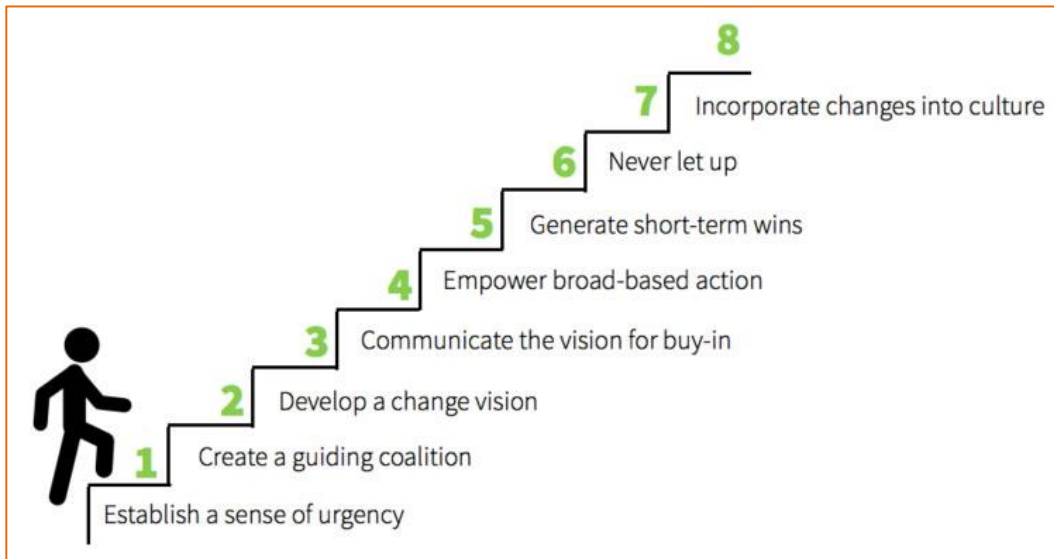 8
7
Incorporate changes into culture
6
Never let up
5
Generate short-term wins
4
Empower broad-based action
3
Communicate the vision for buy-in
2
Develop a change vision
1
Create a guiding coalition
Establish a sense of urgency